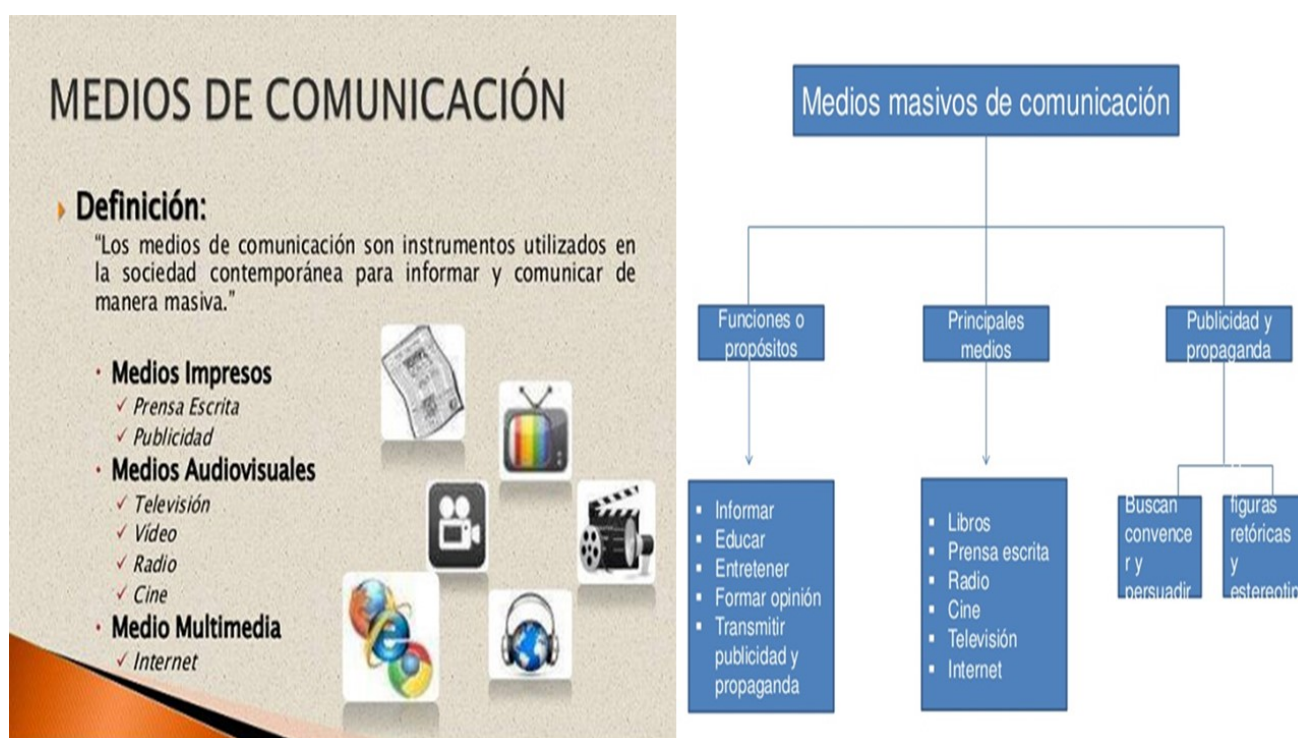 MEDIOS DE COMUNICACIÓN
Definición:
“Los medios de comunicación son instrumentos utilizados en
la sociedad contemporánea para informar y comunicar de
manera masiva.”
Medios Impresos
Prensa Escrita
Publicidad
Medios Audiovisuales
Televisión
Vídeo
Radio
Cine
Medio Multimedia
Internet
Medios masivos de comunicación
Funciones o
propósitos
Principales
medios
Publicidad y
propaganda
Informar
Educar
Entretener
Formar opinión
Transmitir
publicidad y
propaganda
Libros
Prensa escrita
Radio
Cine
Televisión
Internet
Buscan
convence
r y
persuadir
figuras
retóricas
y